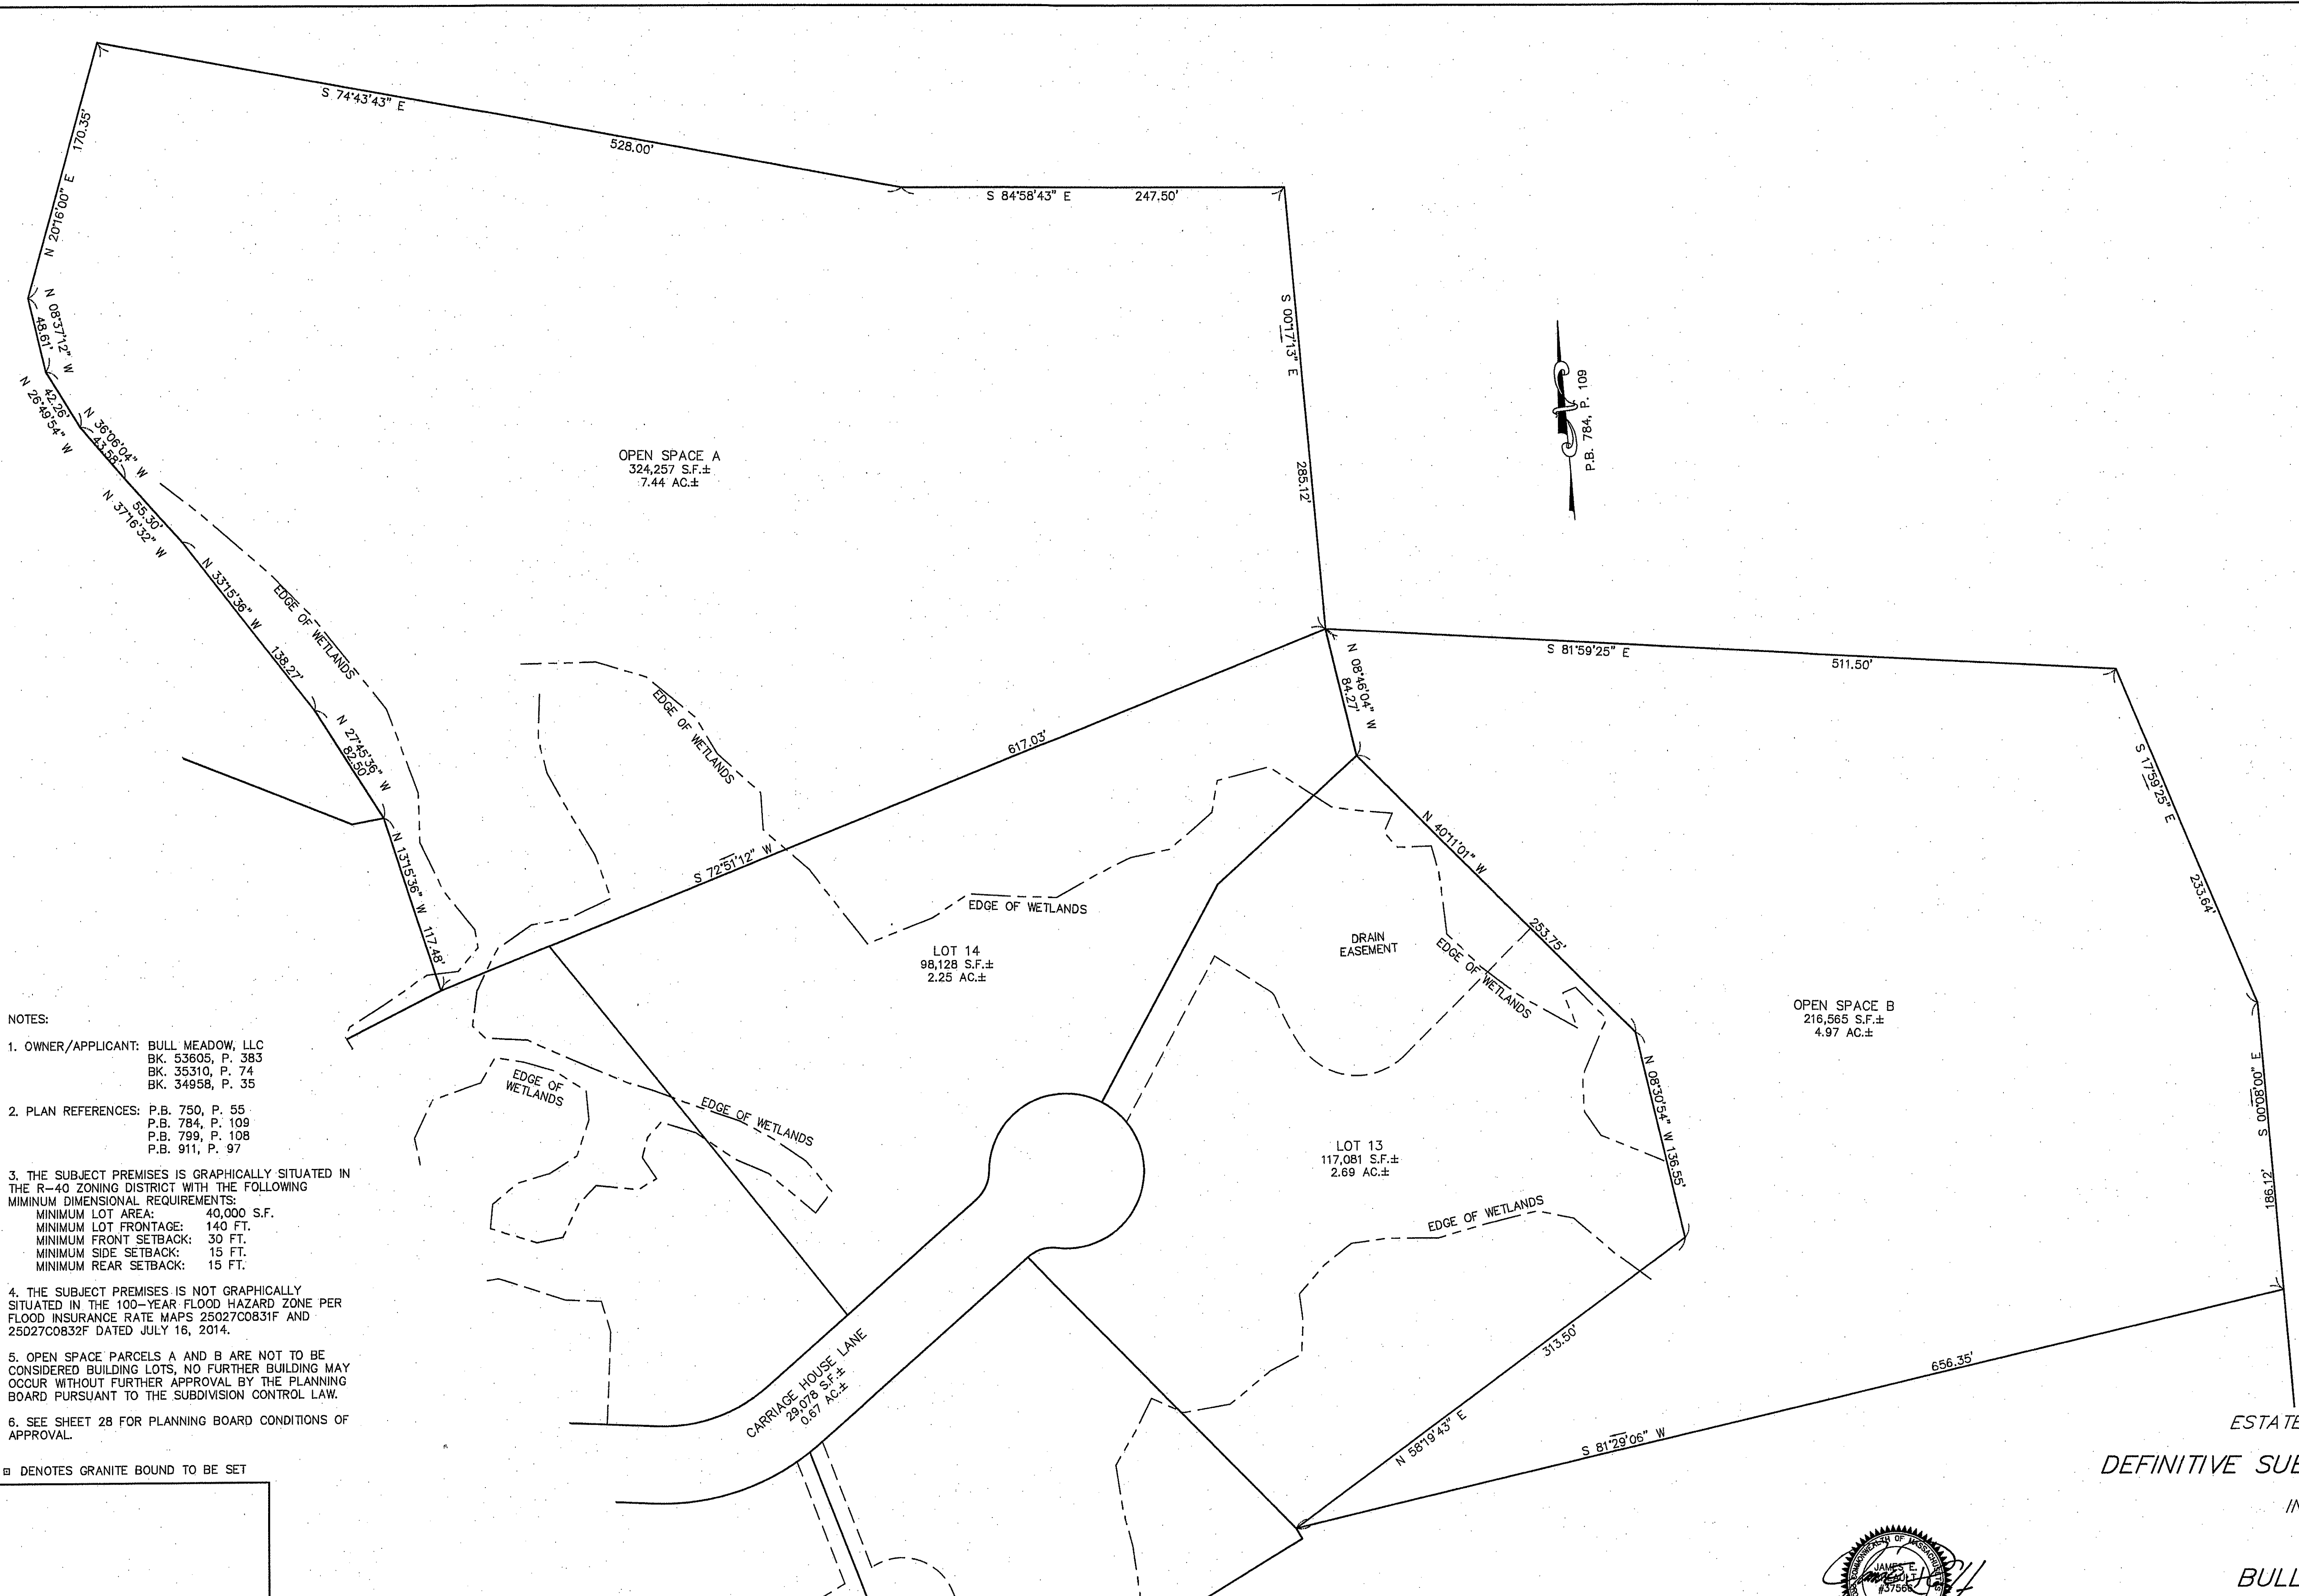 S 74°43'43" E
528.00'
S 84°58'43" E 247.50'
N 20°16'00" E 170.35'
N 08°37'12" W
48.61'
42.26'
N 26°49'54" W
N 36°06'04" W
43.58'
55.30'
N 37°16'32" W
N 33°15'36" W 138.27'
N 27°45'36" W
82.50'
N 13°15'36" W 117.48'
EDGE OF WETLANDS
OPEN SPACE A
324,257 S.F.±
7.44 AC.±
S 00°17'13" E 285.12'
P.B. 784, P. 109
EDGE OF WETLANDS
S 72°51'12" W 617.03'
N 08°46'04" W
84.27'
S 81°59'25" E 511.50'
S 17°59'25" E 233.64'
S 00°08'00" E 186.12'
N 40°11'01" W 253.75'
EDGE OF WETLANDS
LOT 14
98,128 S.F.±
2.25 AC.±
DRAIN
EASEMENT
EDGE OF WETLANDS
OPEN SPACE B
216,565 S.F.±
4.97 AC.±
N 08°30'54" W 136.55'
LOT 13
117,081 S.F.±
2.69 AC.±
EDGE OF WETLANDS
EDGE OF
WETLANDS
EDGE OF WETLANDS
N 58°19'43" E 313.50'
S 81°29'06" W 656.35'
CARRIAGE HOUSE LANE
29,078 S.F.±
0.67 AC.±
NOTES:
1. OWNER/APPLICANT: BULL MEADOW, LLC
BK. 53605, P. 383
BK. 35310, P. 74
BK. 34958, P. 35
2. PLAN REFERENCES: P.B. 750, P. 55
P.B. 784, P. 109
P.B. 799, P. 108
P.B. 911, P. 97
3. THE SUBJECT PREMISES IS GRAPHICALLY SITUATED IN
THE R-40 ZONING DISTRICT WITH THE FOLLOWING
MIMINUM DIMENSIONAL REQUIREMENTS:
MINIMUM LOT AREA: 40,000 S.F.
MINIMUM LOT FRONTAGE: 140 FT.
MINIMUM FRONT SETBACK: 30 FT.
MINIMUM SIDE SETBACK: 15 FT.
MINIMUM REAR SETBACK: 15 FT.
4. THE SUBJECT PREMISES IS NOT GRAPHICALLY
SITUATED IN THE 100-YEAR FLOOD HAZARD ZONE PER
FLOOD INSURANCE RATE MAPS 25027C0831F AND
25027C0832F DATED JULY 16, 2014.
5. OPEN SPACE PARCELS A AND B ARE NOT TO BE
CONSIDERED BUILDING LOTS, NO FURTHER BUILDING MAY
OCCUR WITHOUT FURTHER APPROVAL BY THE PLANNING
BOARD PURSUANT TO THE SUBDIVISION CONTROL LAW.
6. SEE SHEET 28 FOR PLANNING BOARD CONDITIONS OF
APPROVAL.
DENOTES GRANITE BOUND TO BE SET
ESTATE
DEFINITIVE SUB
IN
BULL
COMMONWEALTH OF MASSACHUSETTS
JAMES E.
#37566